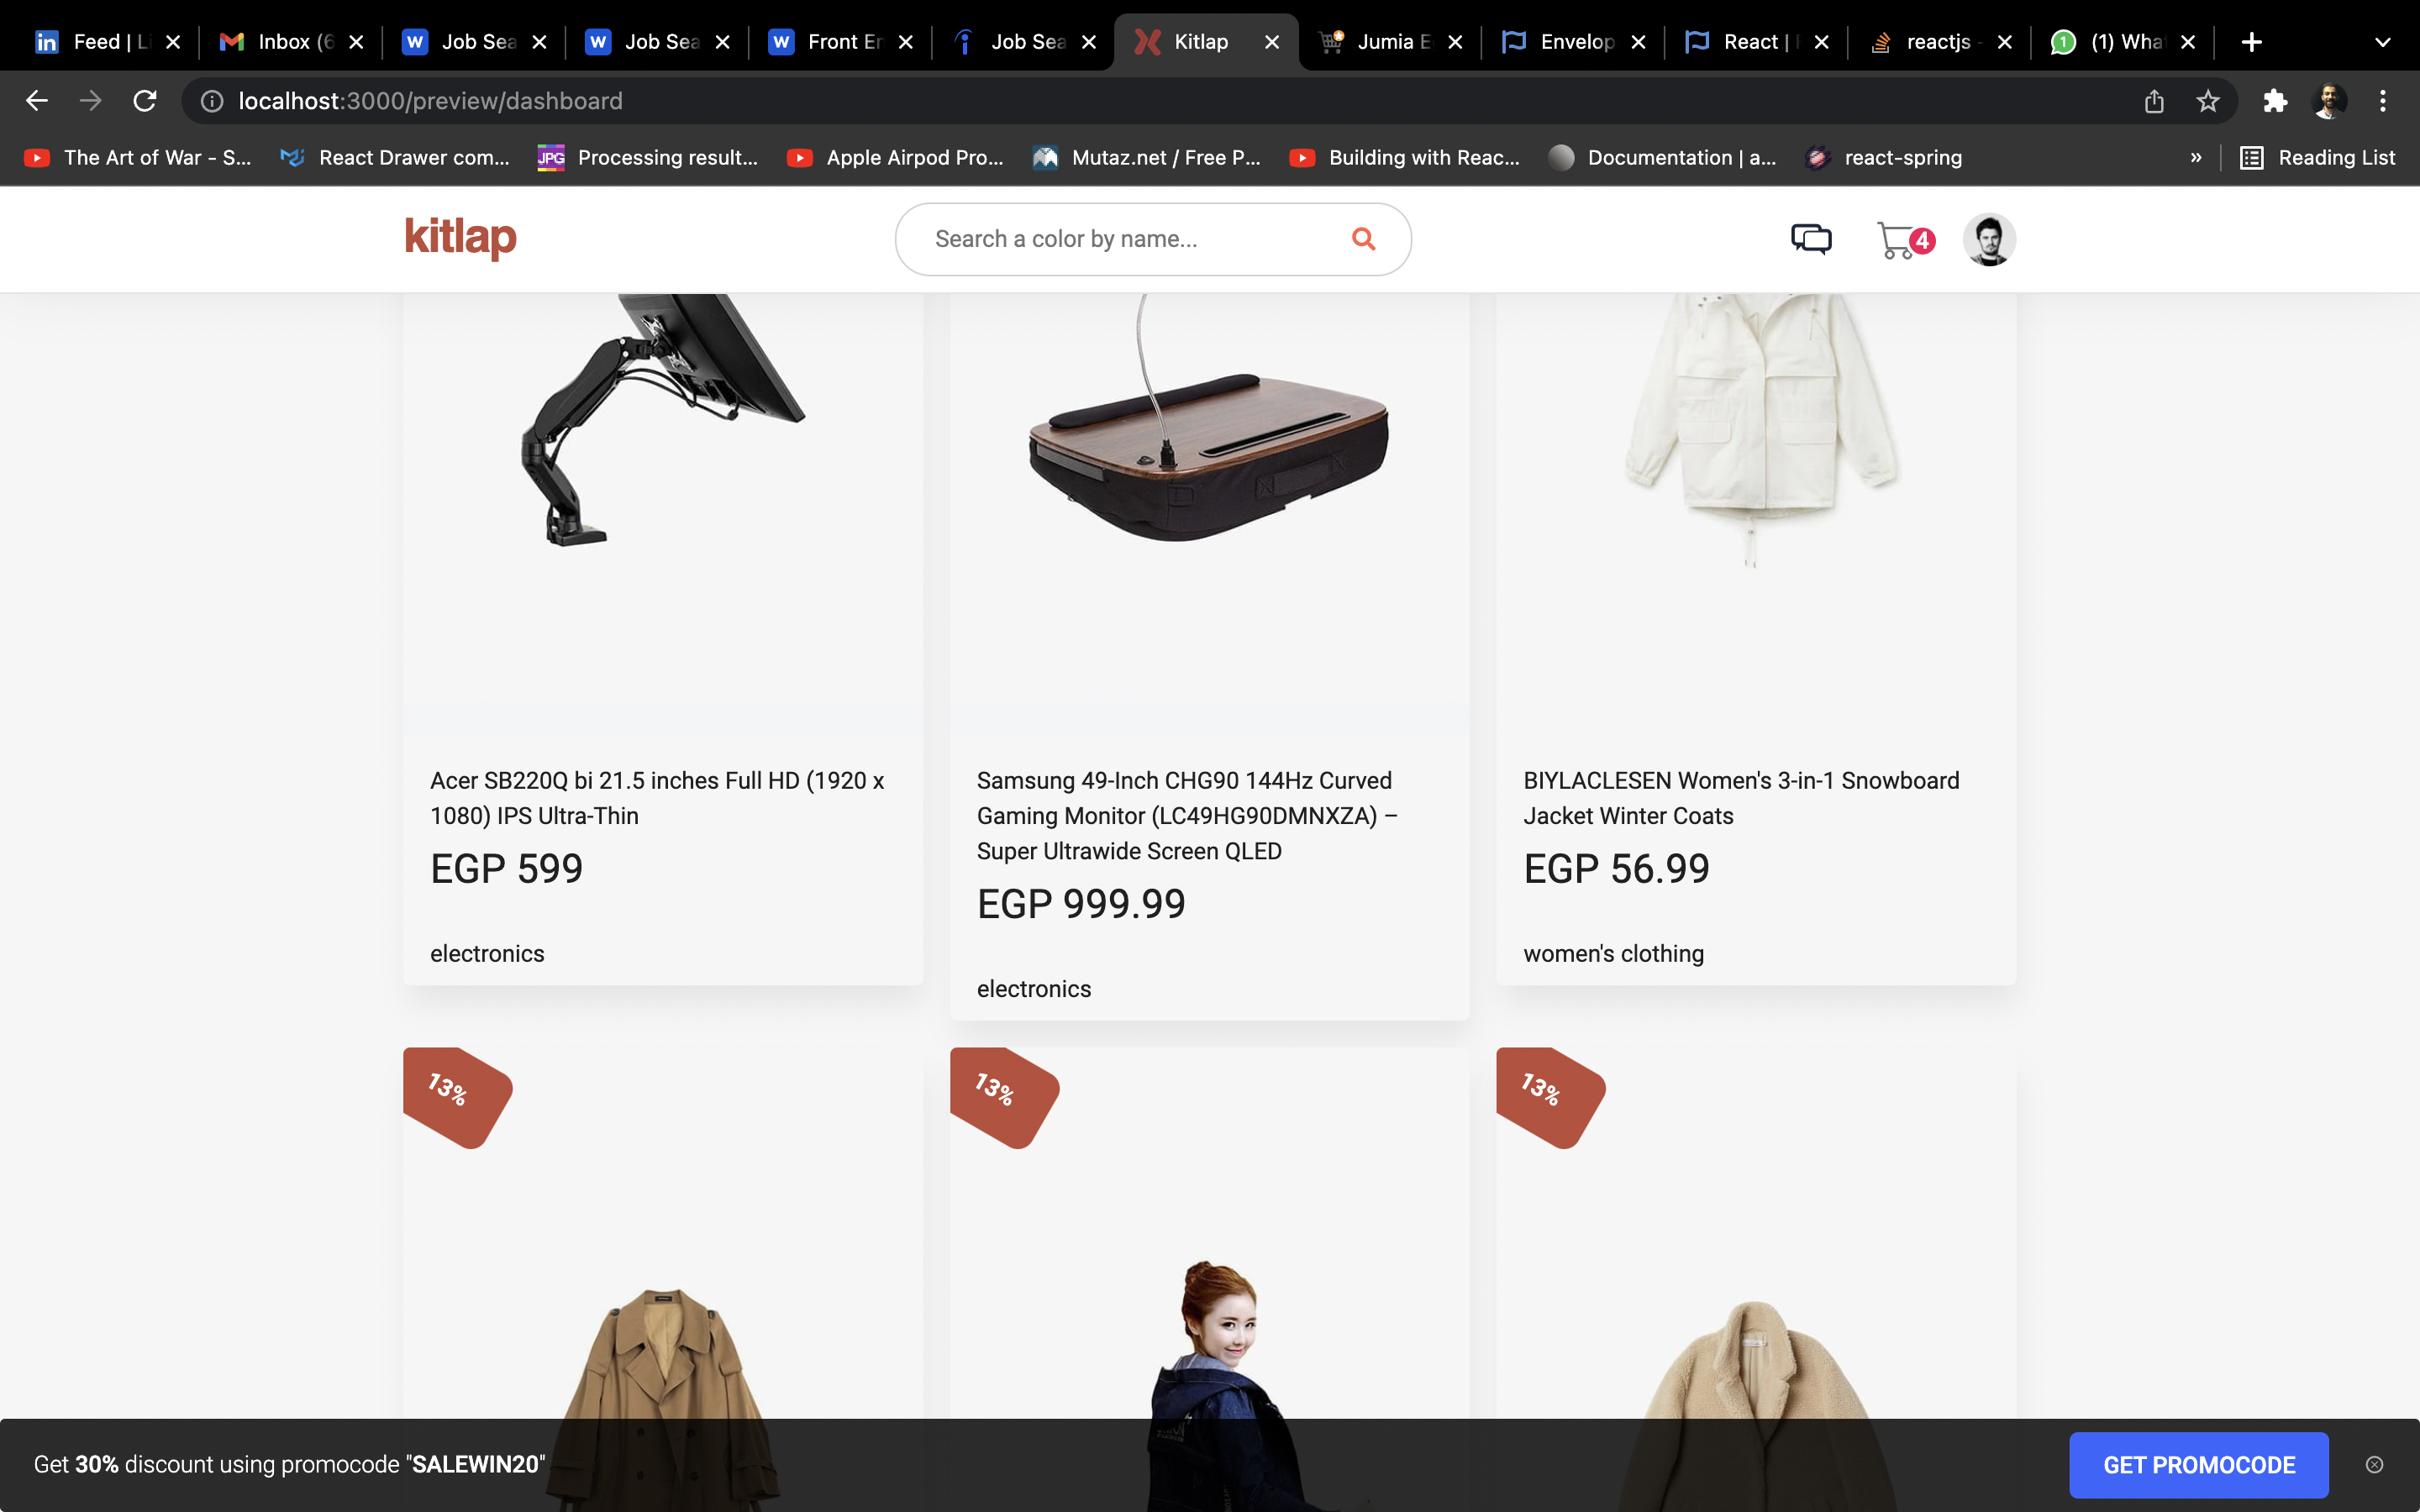 Feed | Li
Inbox (6
Job Sea
Job Sea
Front En
Job Sea
Kitlap
Jumia E
Envelop
React |
reactjs -
(1) Wha
localhost:3000/preview/dashboard
The Art of War - S...
React Drawer com...
JPG
Processing result...
Apple Airpod Pro...
Mutaz.net / Free P...
Building with Reac...
Documentation | a...
react-spring
»
Reading List
kitlap
Search a color by name...
4
Acer SB220Q bi 21.5 inches Full HD (1920 x
1080) IPS Ultra-Thin
EGP 599
electronics
Samsung 49-Inch CHG90 144Hz Curved
Gaming Monitor (LC49HG90DMNXZA) –
Super Ultrawide Screen QLED
EGP 999.99
electronics
BIYLACLESEN Women's 3-in-1 Snowboard
Jacket Winter Coats
EGP 56.99
women's clothing
13%
13%
13%
Get 30% discount using promocode "SALEWIN20"
GET PROMOCODE